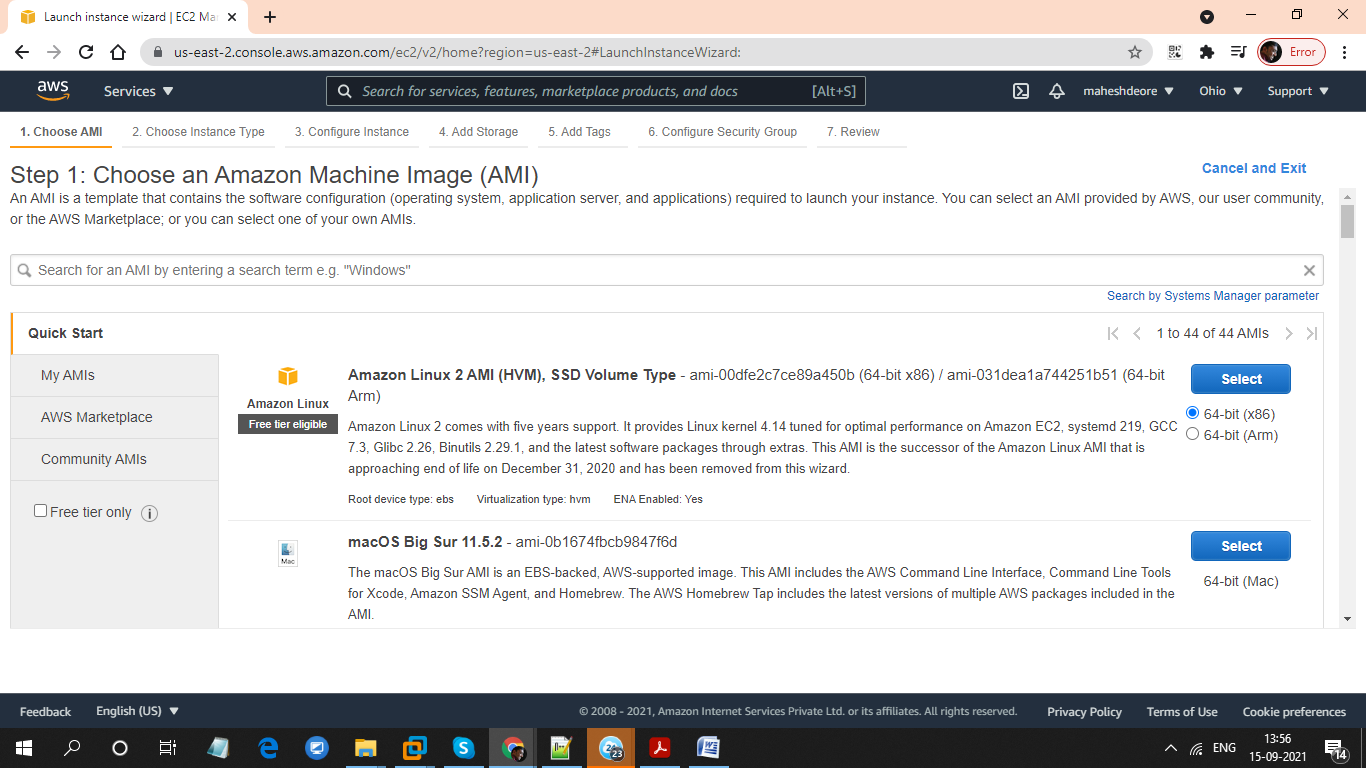 Launch instance wizard | EC2 Ma
us-east-2.console.aws.amazon.com/ec2/v2/home?region=us-east-2#LaunchInstanceWizard:
Error
aws
Services
Search for services, features, marketplace products, and docs
[Alt+S]
maheshdeore
Ohio
Support
1. Choose AMI
2. Choose Instance Type
3. Configure Instance
4. Add Storage
5. Add Tags
6. Configure Security Group
7. Review
Step 1: Choose an Amazon Machine Image (AMI)
Cancel and Exit
An AMI is a template that contains the software configuration (operating system, application server, and applications) required to launch your instance. You can select an AMI provided by AWS, our user community,
or the AWS Marketplace; or you can select one of your own AMIs.
Search for an AMI by entering a search term e.g. "Windows"
Search by Systems Manager parameter
Quick Start
1 to 44 of 44 AMIs
My AMIs
AWS Marketplace
Community AMIs
Free tier only
Amazon Linux
Free tier eligible
Amazon Linux 2 AMI (HVM), SSD Volume Type - ami-00dfe2c7ce89a450b (64-bit x86) / ami-031dea1a744251b51 (64-bit
Arm)
Amazon Linux 2 comes with five years support. It provides Linux kernel 4.14 tuned for optimal performance on Amazon EC2, systemd 219, GCC
7.3, Glibc 2.26, Binutils 2.29.1, and the latest software packages through extras. This AMI is the successor of the Amazon Linux AMI that is
approaching end of life on December 31, 2020 and has been removed from this wizard.
Root device type: ebs
Virtualization type: hvm
ENA Enabled: Yes
Select
64-bit (x86)
64-bit (Arm)
Mac
macOS Big Sur 11.5.2 - ami-0b1674fbcb9847f6d
The macOS Big Sur AMI is an EBS-backed, AWS-supported image. This AMI includes the AWS Command Line Interface, Command Line Tools
for Xcode, Amazon SSM Agent, and Homebrew. The AWS Homebrew Tap includes the latest versions of multiple AWS packages included in the
AMI.
Select
64-bit (Mac)
Feedback
English (US)
© 2008 - 2021, Amazon Internet Services Private Ltd. or its affiliates. All rights reserved.
Privacy Policy
Terms of Use
Cookie preferences
ENG
13:56
15-09-2021
14